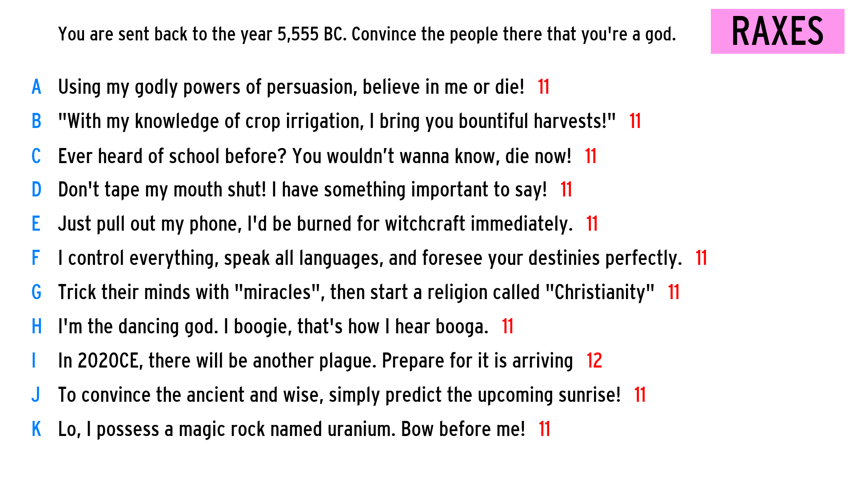 You are sent back to the year 5,555 BC. Convince the people there that you're a god.
RAXES
A Using my godly powers of persuasion, believe in me or die! 11
B "With my knowledge of crop irrigation, I bring you bountiful harvests!" 11
C Ever heard of school before? You wouldn’t wanna know, die now! 11
D Don't tape my mouth shut! I have something important to say! 11
E Just pull out my phone, I'd be burned for witchcraft immediately. 11
F I control everything, speak all languages, and foresee your destinies perfectly. 11
G Trick their minds with "miracles", then start a religion called "Christianity" 11
H I'm the dancing god. I boogie, that's how I hear booga. 11
I In 2020CE, there will be another plague. Prepare for it is arriving 12
J To convince the ancient and wise, simply predict the upcoming sunrise! 11
K Lo, I possess a magic rock named uranium. Bow before me! 11